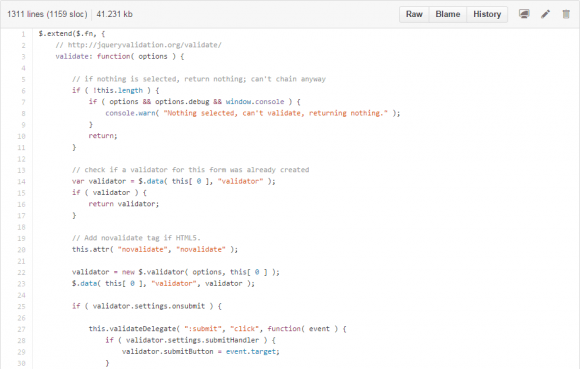 1311 lines (1159 sloc) | 41.231 kb Raw Blame History
1 $.extend($.fn, {
2 // http://jqueryvalidation.org/validate/
3 validate: function( options ) {
4
5 // if nothing is selected, return nothing; can't chain anyway
6 if ( !this.length ) {
7 if ( options && options.debug && window.console ) {
8 console.warn( "Nothing selected, can't validate, returning nothing." );
9 }
10 return;
11 }
12
13 // check if a validator for this form was already created
14 var validator = $.data( this[ 0 ], "validator" );
15 if ( validator ) {
16 return validator;
17 }
18
19 // Add novalidate tag if HTML5.
20 this.attr( "novalidate", "novalidate" );
21
22 validator = new $.validator( options, this[ 0 ] );
23 $.data( this[ 0 ], "validator", validator );
24
25 if ( validator.settings.onsubmit ) {
26
27 this.validateDelegate( ":submit", "click", function( event ) {
28 if ( validator.settings.submitHandler ) {
29 validator.submitButton = event.target;
30 }